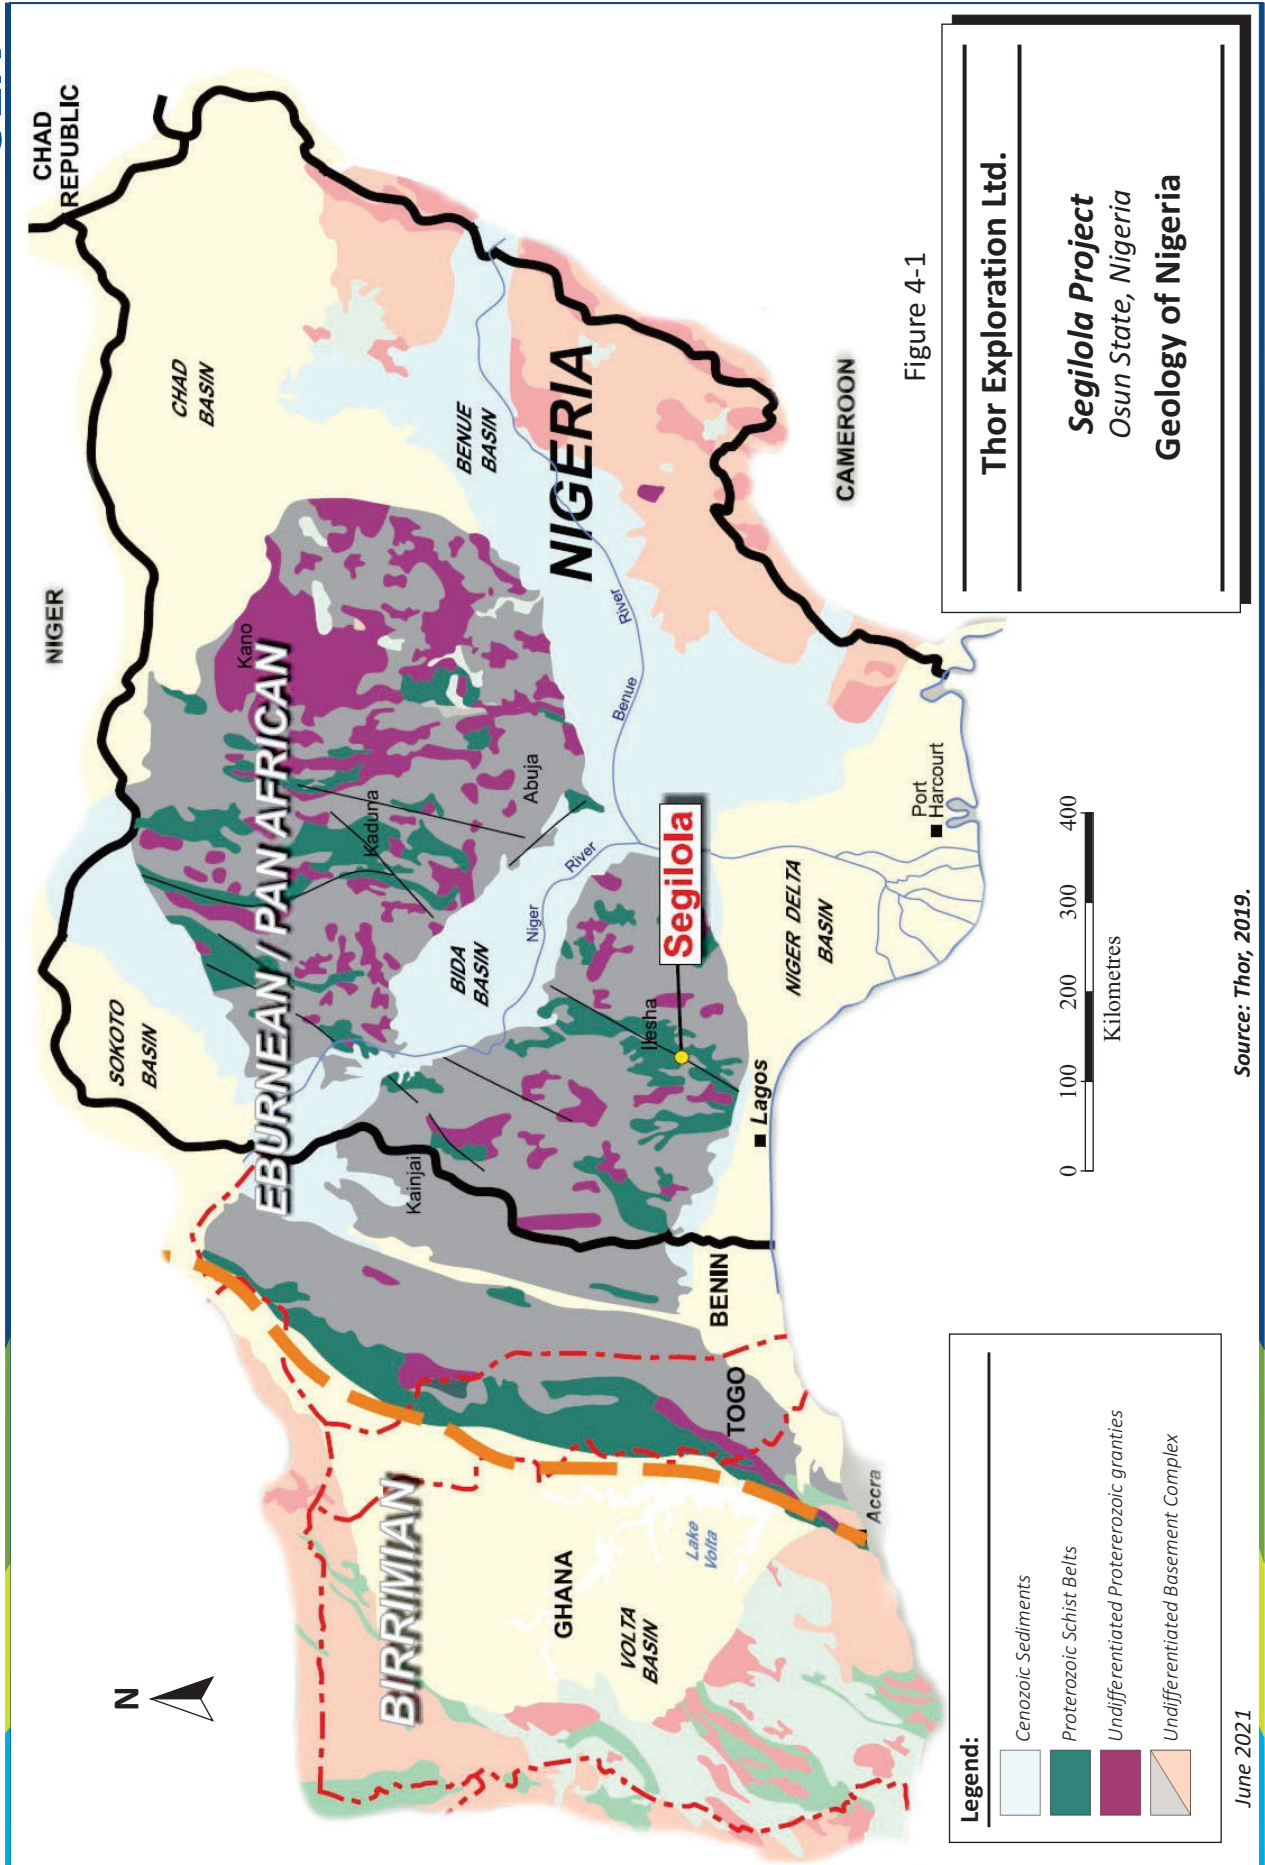 CHAD
REPUBLIC
NIGER
CHAD
BASIN
SOKOTO
BASIN
Kano
EBURNEAN / PAN AFRICAN
Kaduna
Kainjai
BIRRIMIAN
N
BENUE
BASIN
Abuja
BIDA
BASIN
Niger
River
NIGERIA
Benue
River
GHANA
VOLTA
BASIN
Lake
Volta
TOGO
BENIN
Ilesha
Segilola
Lagos
NIGER DELTA
BASIN
Port
Harcourt
CAMEROON
Accra
0
100
200
300
400
Kilometres
Figure 4-1
Legend:
Cenozoic Sediments
Proterozoic Schist Belts
Undifferentiated Protererozoic granties
Undifferentiated Basement Complex
Thor Exploration Ltd.
Segilola Project
Osun State, Nigeria
Geology of Nigeria
June 2021
Source: Thor, 2019.